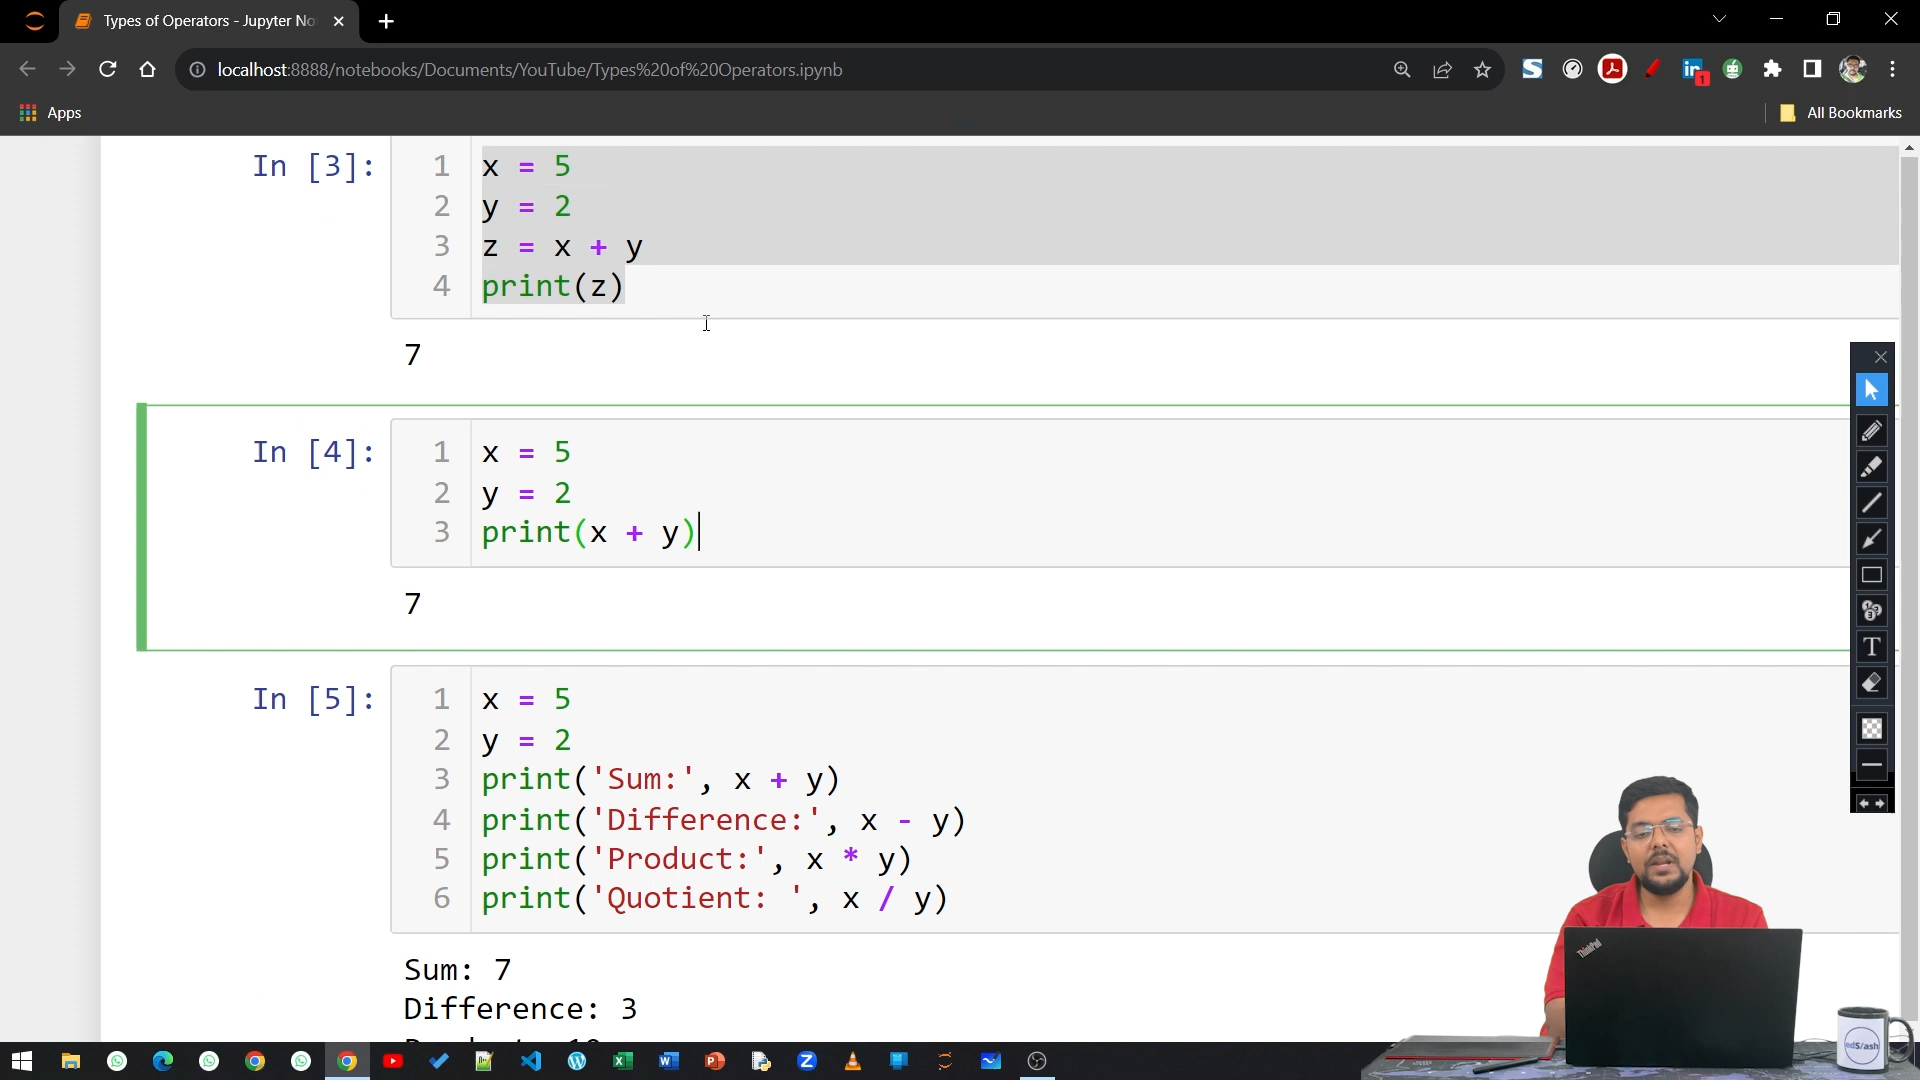 Types of Operators - Jupyter No
localhost:8888/notebooks/Documents/YouTube/Types%20of%20Operators.ipynb
Apps
All Bookmarks
In [3]:
1 x = 5
2 y = 2
3 z = x + y
4 print(z)
7
In [4]:
1 x = 5
2 y = 2
3 print(x + y)
7
In [5]:
1 x = 5
2 y = 2
3 print('Sum:', x + y)
4 print('Difference:', x - y)
5 print('Product:', x * y)
6 print('Quotient: ', x / y)
Sum: 7
Difference: 3
ThinkPad
edS/ash